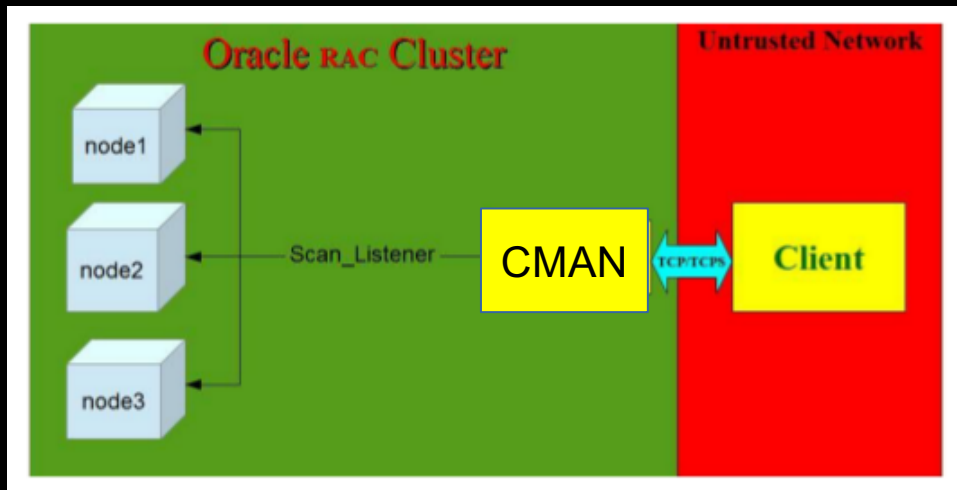 Oracle RAC Cluster
Untrusted Network
node1
node2
node3
Scan_Listener
CMAN
TCP/TCPS
Client